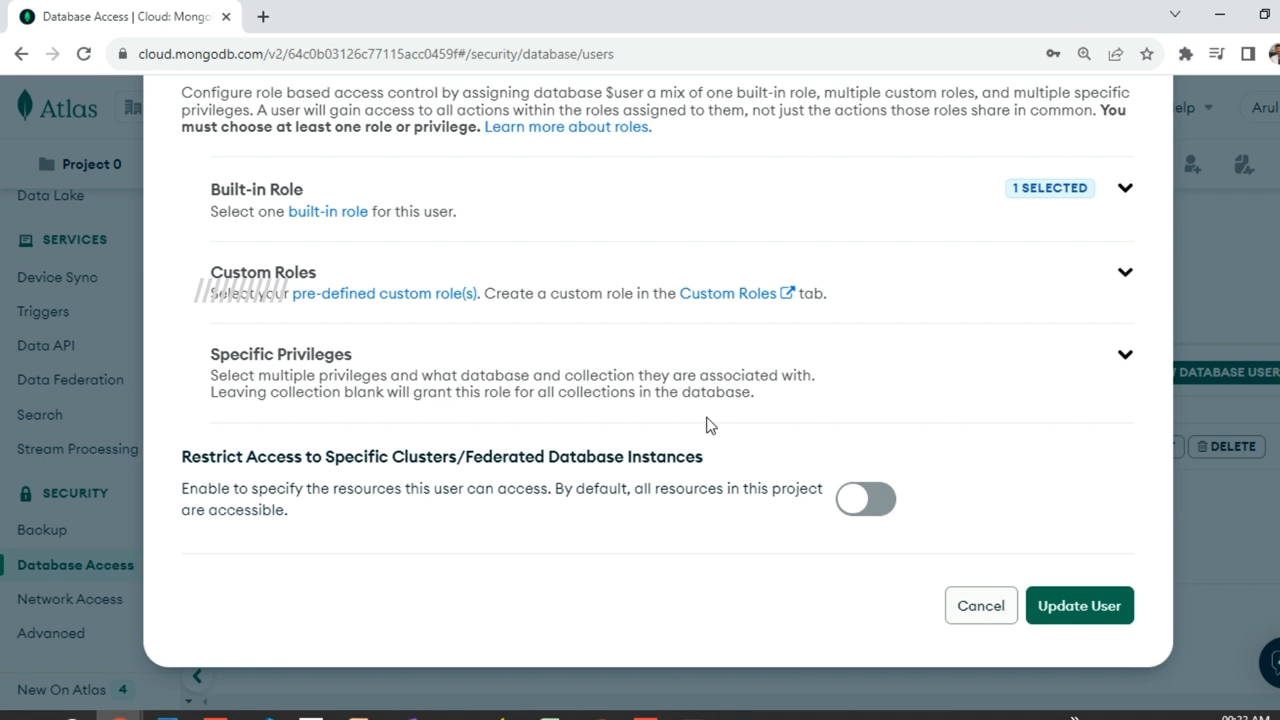 Database Access | Cloud: Mongo
cloud.mongodb.com/v2/64c0b03126c77115acc0459f#/security/database/users
Atlas
elp
Arul
Project 0
Data Lake
SERVICES
Device Sync
Triggers
Data API
Data Federation
Search
Stream Processing
SECURITY
Backup
Database Access
Network Access
Advanced
New On Atlas 4
Configure role based access control by assigning database $user a mix of one built-in role, multiple custom roles, and multiple specific
privileges. A user will gain access to all actions within the roles assigned to them, not just the actions those roles share in common. You
must choose at least one role or privilege. Learn more about roles.
Built-in Role
1 SELECTED
Select one built-in role for this user.
Custom Roles
Select your pre-defined custom role(s). Create a custom role in the Custom Roles tab.
Specific Privileges
Select multiple privileges and what database and collection they are associated with.
Leaving collection blank will grant this role for all collections in the database.
Restrict Access to Specific Clusters/Federated Database Instances
Enable to specify the resources this user can access. By default, all resources in this project
are accessible.
Cancel
Update User
DATABASE USER
DELETE